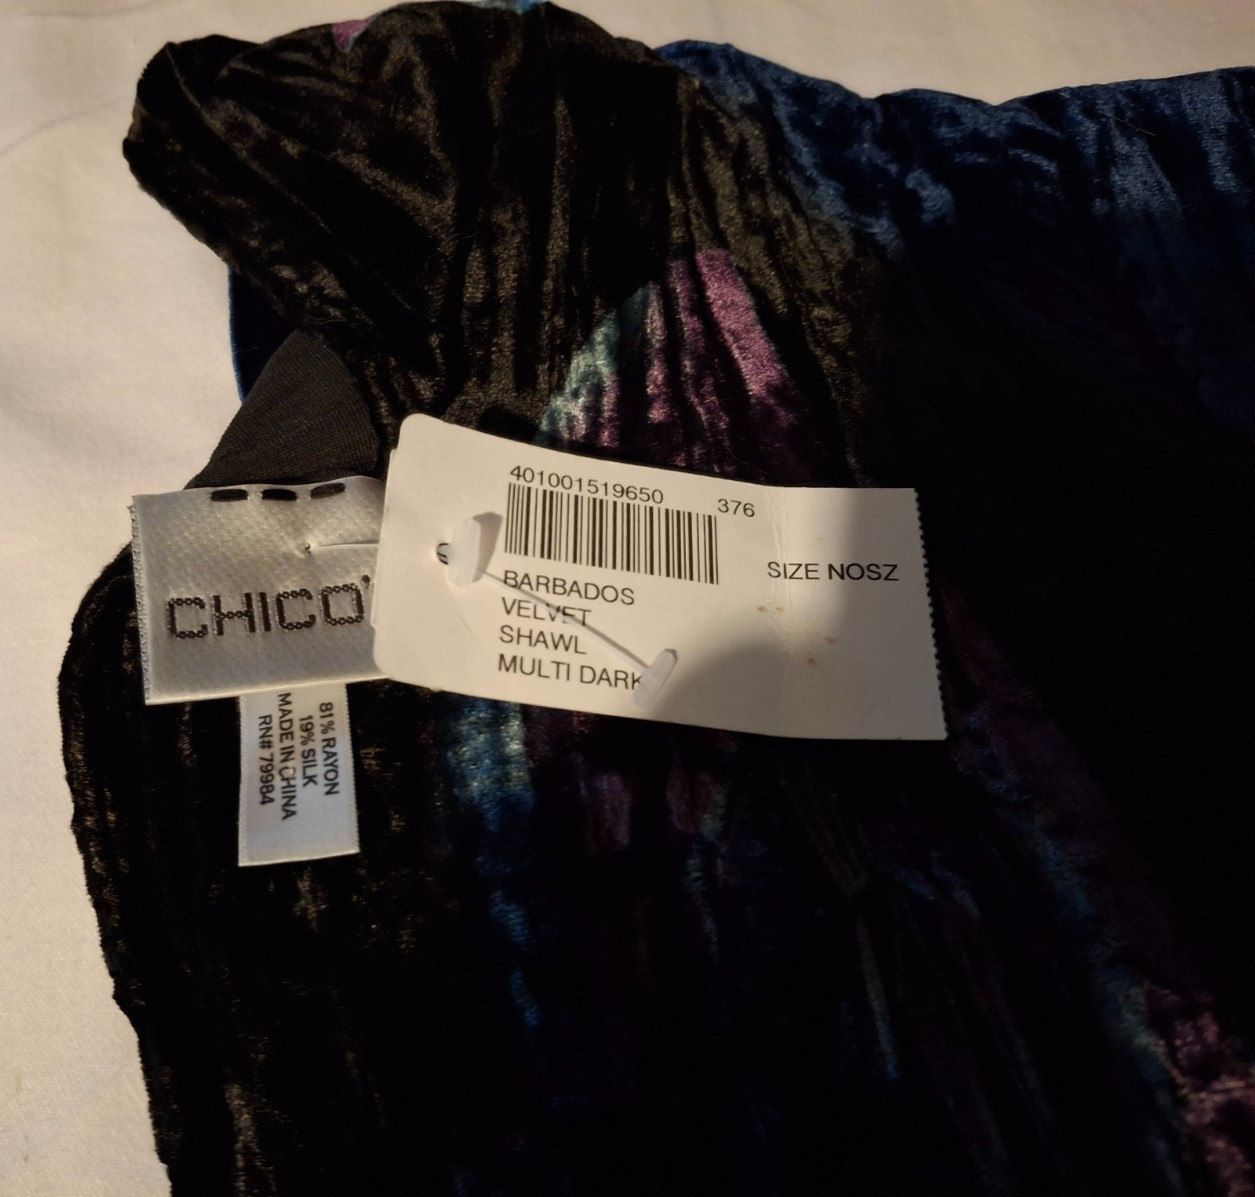 401001519650 376
SIZE NOSZ
BARBADOS
VELVET
SHAWL
MULTI DARK
CHICO'
81% RAYON
19% SILK
MADE IN CHINA
RN# 79984